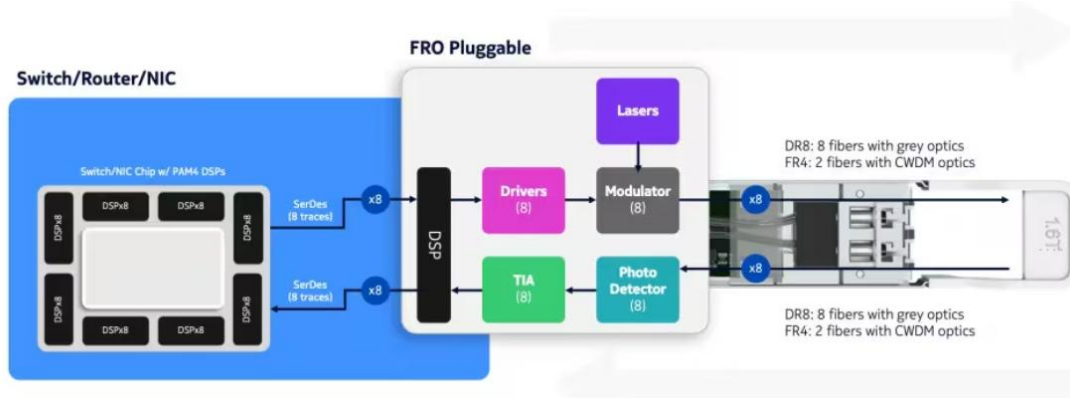 FRO Pluggable
Switch/Router/NIC
Lasers
DR8: 8 fibers with grey optics
FR4: 2 fibers with CWDM optics
Switch/NIC Chip w/ PAM4 DSPs
DSPx8
DSPx8
DSPx8
DSPx8
SerDes
(8 traces)
x8
DSP
Drivers
(8)
Modulator
(8)
x8
1.6T
SerDes
(8 traces)
x8
TIA
(8)
Photo
Detector
(8)
x8
DSPx8
DSPx8
DSPx8
DSPx8
DR8: 8 fibers with grey optics
FR4: 2 fibers with CWDM optics